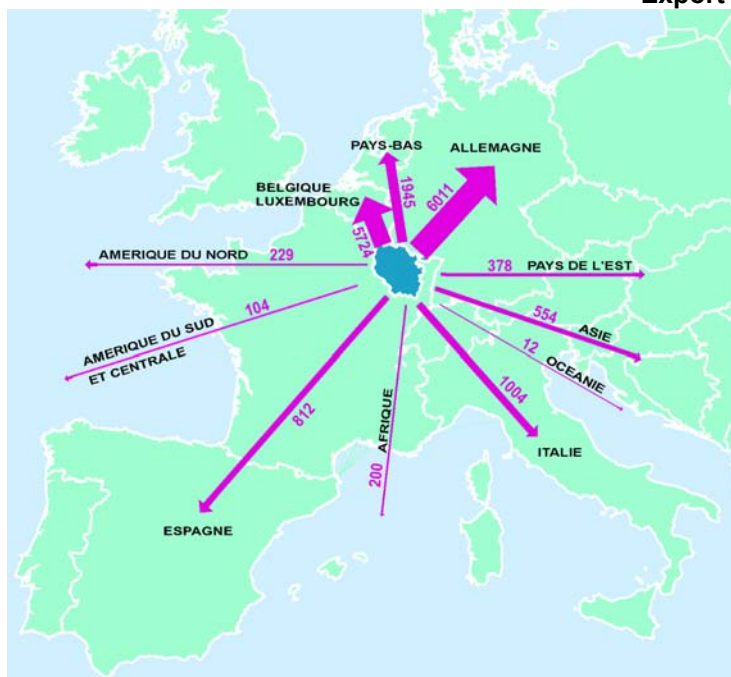 Export
PAYS-BAS
1945
ALLEMAGNE
6011
BELGIQUE
LUXEMBOURG
5724
AMERIQUE DU NORD
229
378
PAYS DE L'EST
104
AMERIQUE DU SUD
ET CENTRALE
554
ASIE
12
OCEANIE
812
AFRIQUE
200
1004
ITALIE
ESPAGNE